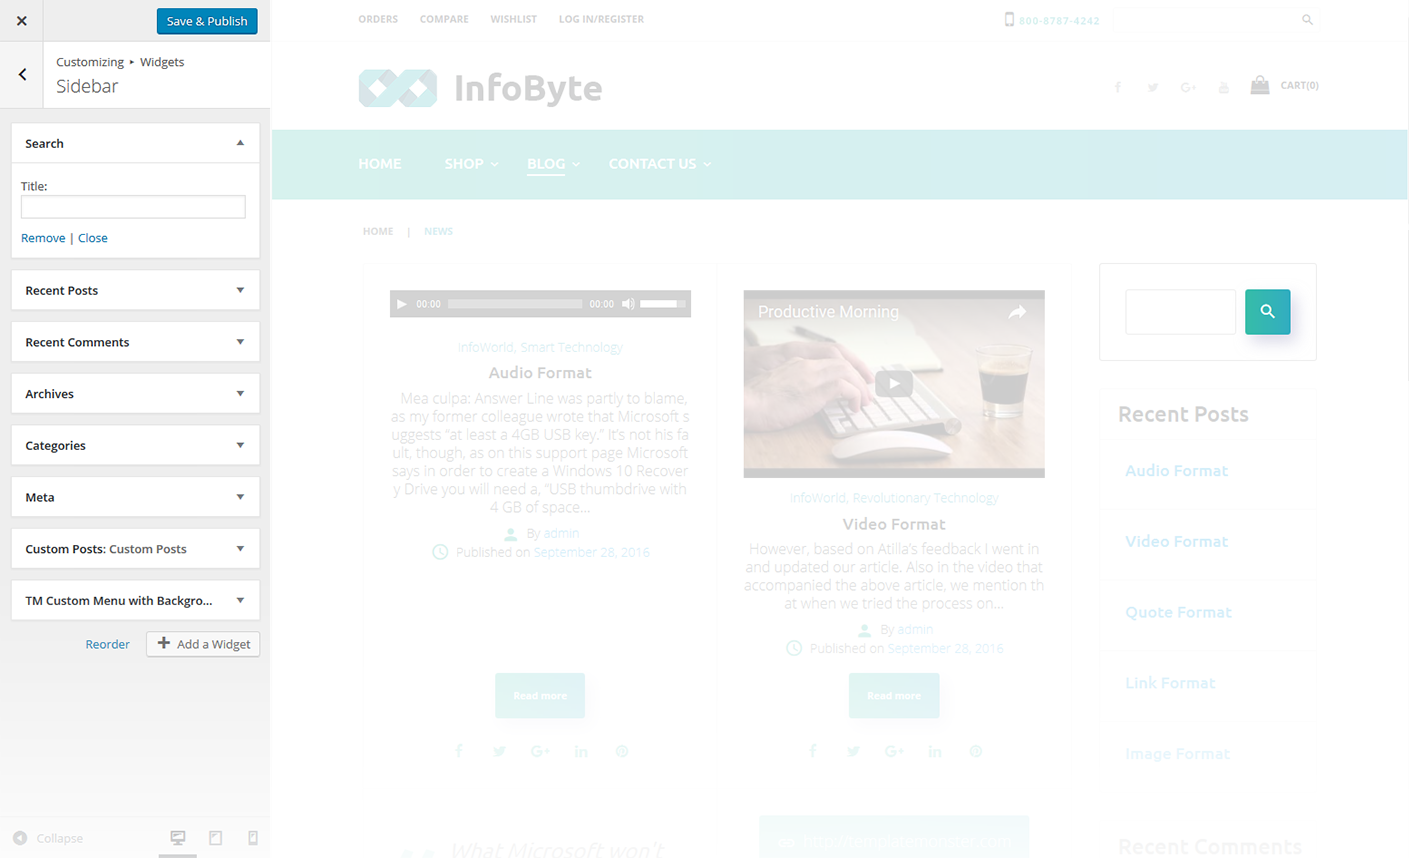 Save & Publish
Customizing ▸ Widgets
Sidebar
Search
Title:
Remove | Close
Recent Posts
Recent Comments
Archives
Categories
Meta
Custom Posts: Custom Posts
TM Custom Menu with Backgro...
Reorder
Add a Widget
Collapse
ORDERS COMPARE WISHLIST LOG IN/REGISTER
800-8787-4242
InfoByte
CART(0)
HOME SHOP BLOG CONTACT US
HOME | NEWS
00:00 00:00
InfoWorld, Smart Technology
Audio Format
Mea culpa: Answer Line was partly to blame,
as my former colleague wrote that Microsoft s
uggests “at least a 4GB USB key.” It’s not his fa
ult, though, as on this support page Microsoft
says in order to create a Windows 10 Recover
y Drive you will need a, “USB thumbdrive with
4 GB of space...
By admin
Published on September 28, 2016
Read more
Productive Morning
InfoWorld, Revolutionary Technology
Video Format
However, based on Atilla’s feedback I went in
and updated our article. Also in the video that
accompanied the above article, we mention th
at when we tried the process on...
By admin
Published on September 28, 2016
Read more
Recent Posts
Audio Format
Video Format
Quote Format
Link Format
Image Format
What Microsoft won't
Recent Comments